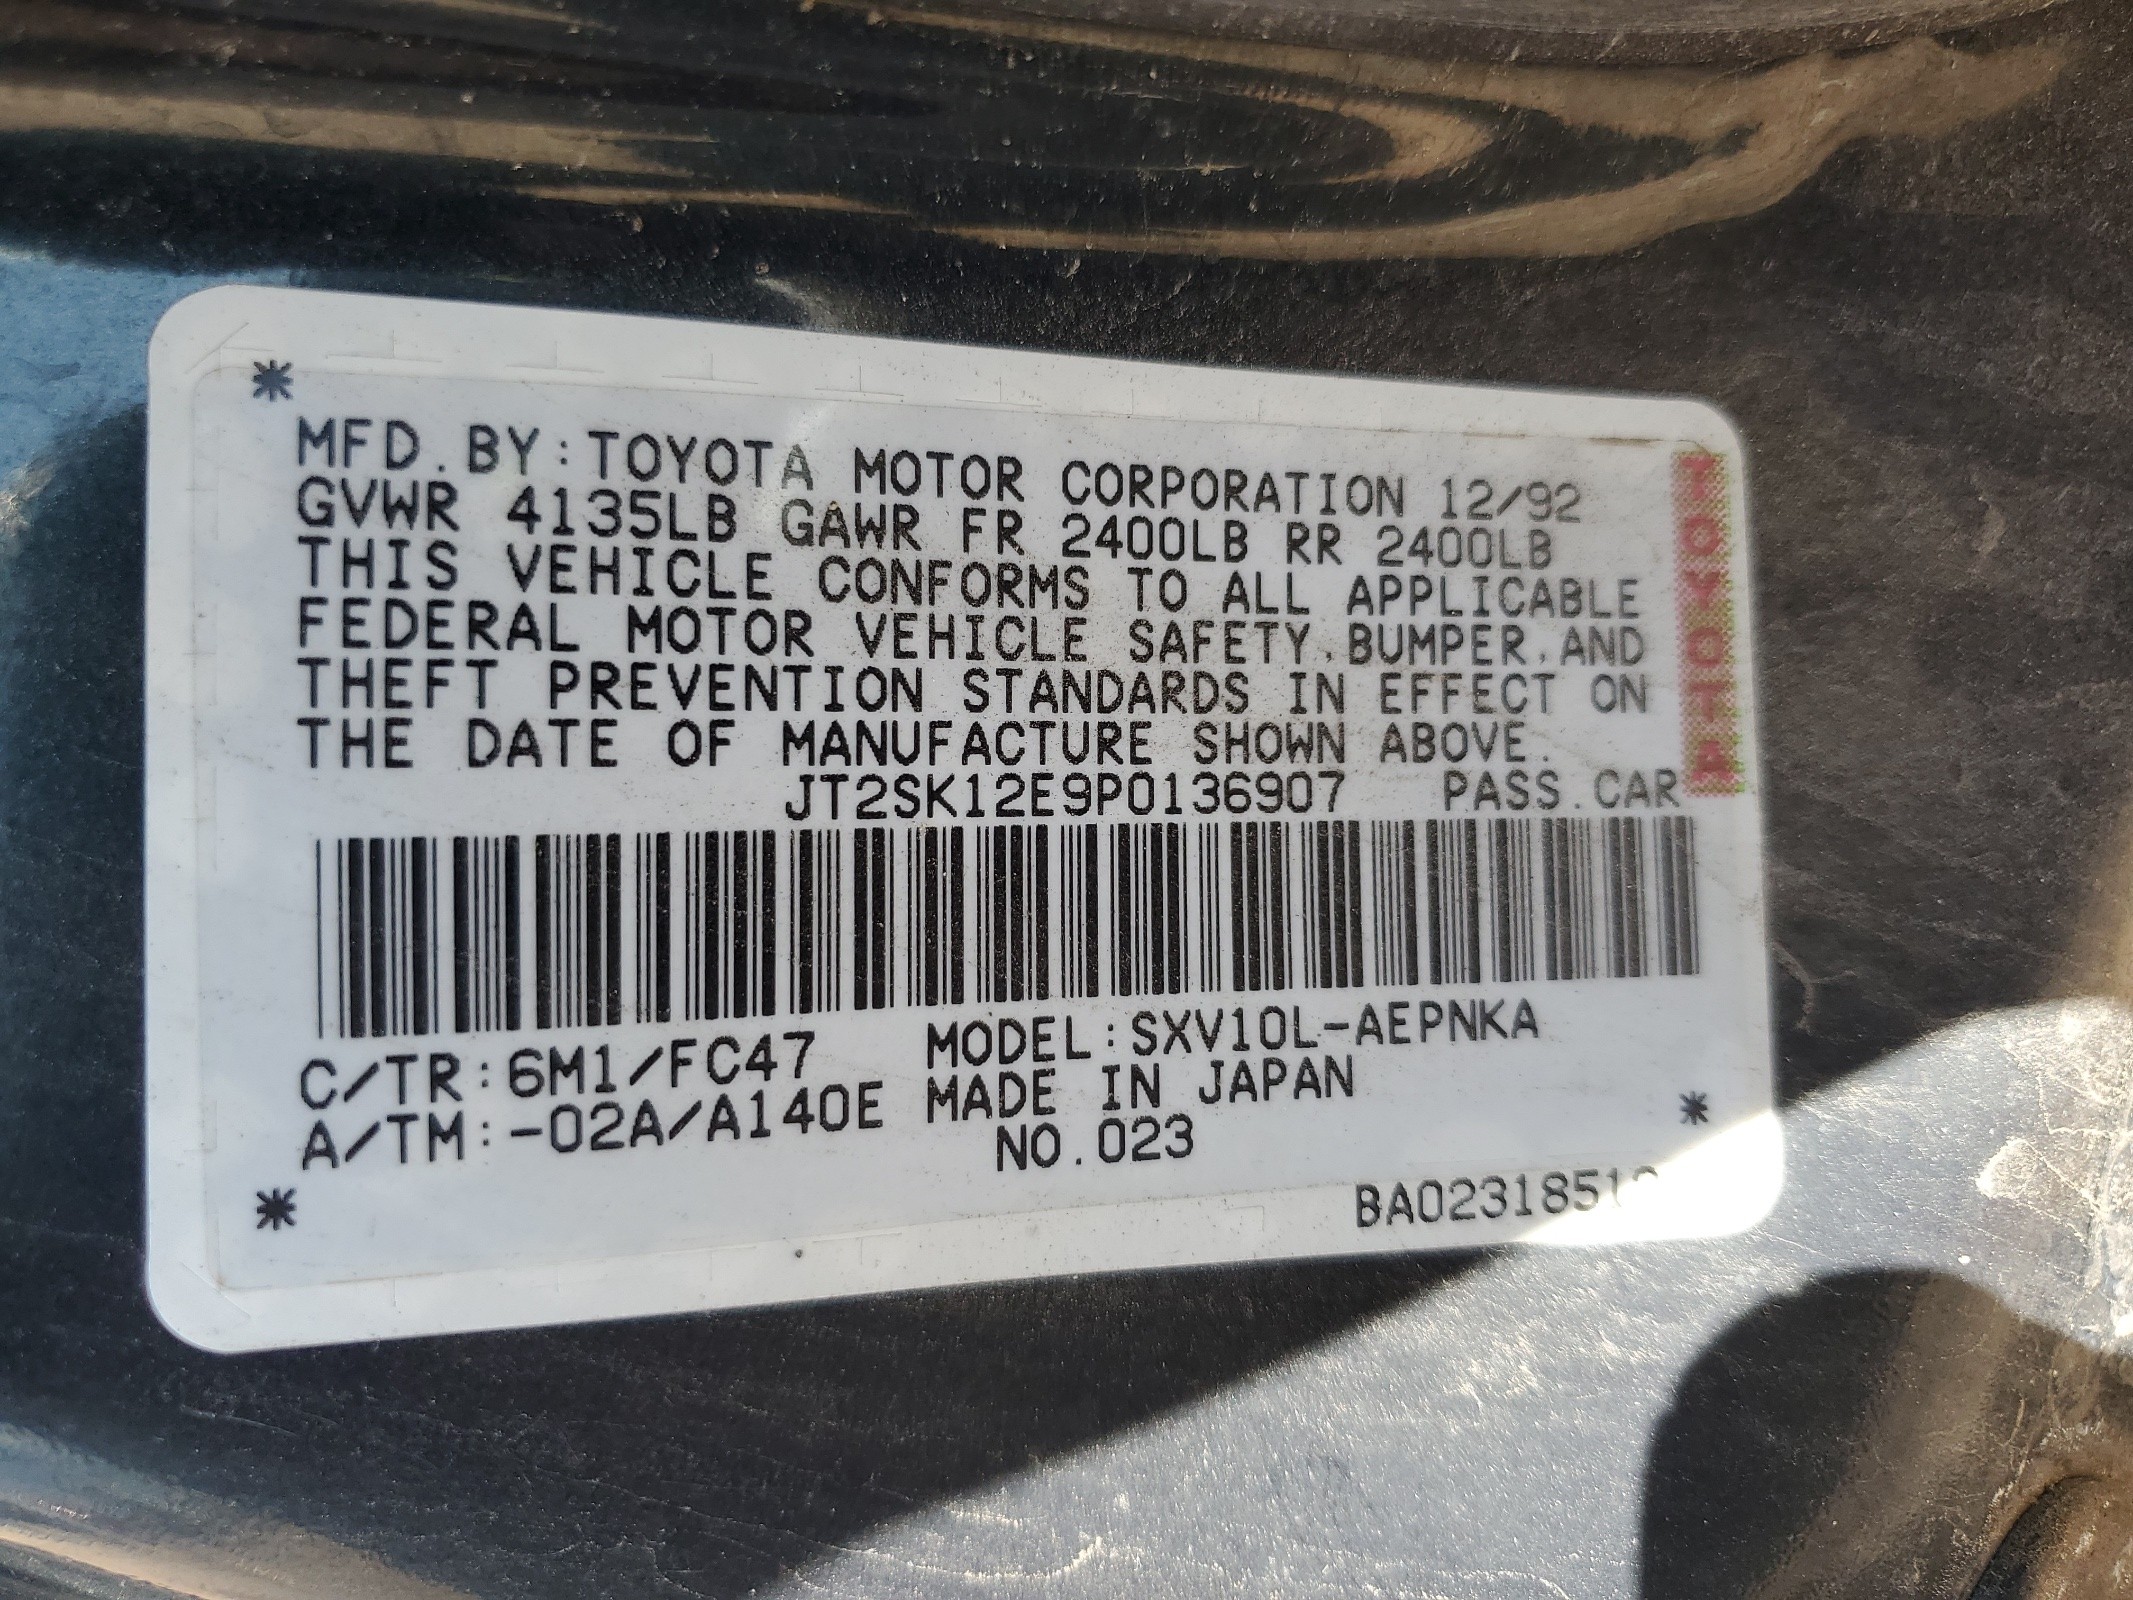 MFD.BY:TOYOTA MOTOR CORPORATION 12/92
GVWR 4135LB GAWR FR 2400LB RR 2400LB
THIS VEHICLE CONFORMS TO ALL APPLICABLE
FEDERAL MOTOR VEHICLE SAFETY,BUMPER,AND
THEFT PREVENTION STANDARDS IN EFFECT ON
THE DATE OF MANUFACTURE SHOWN ABOVE.
JT2SK12E9P0136907 PASS.CAR
C/TR:6M1/FC47 MODEL:SXV10L-AEPNKA
A/TM:-02A/A140E MADE IN JAPAN
NO.023
TOYOTA